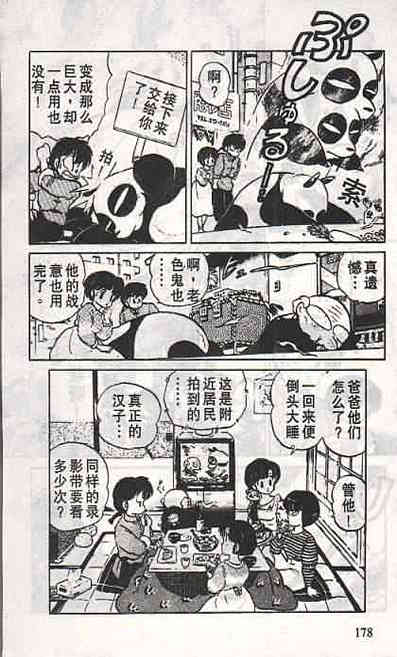 ぷしゅるー！
索
啊？
接下来
交给你
了！
拍
变成那么
巨大，却
一点用也
没有！
真遗
憾…
啊，老
色鬼也
……
他的战
意也用
完了。
爸爸他们
怎么了？
一回来便
倒头大睡
管他！
这是附
近居民
拍到的
……
真正的
汉子…
同样的录
影带要看
多少次？
178